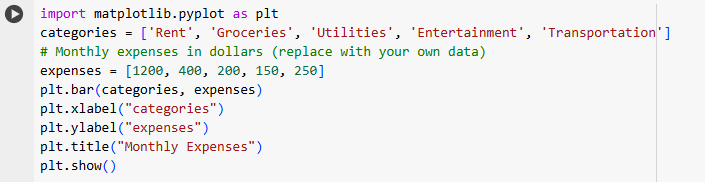 import matplotlib.pyplot as plt
categories = ['Rent', 'Groceries', 'Utilities', 'Entertainment', 'Transportation']
# Monthly expenses in dollars (replace with your own data)
expenses = [1200, 400, 200, 150, 250]
plt.bar(categories, expenses)
plt.xlabel("categories")
plt.ylabel("expenses")
plt.title("Monthly Expenses")
plt.show()